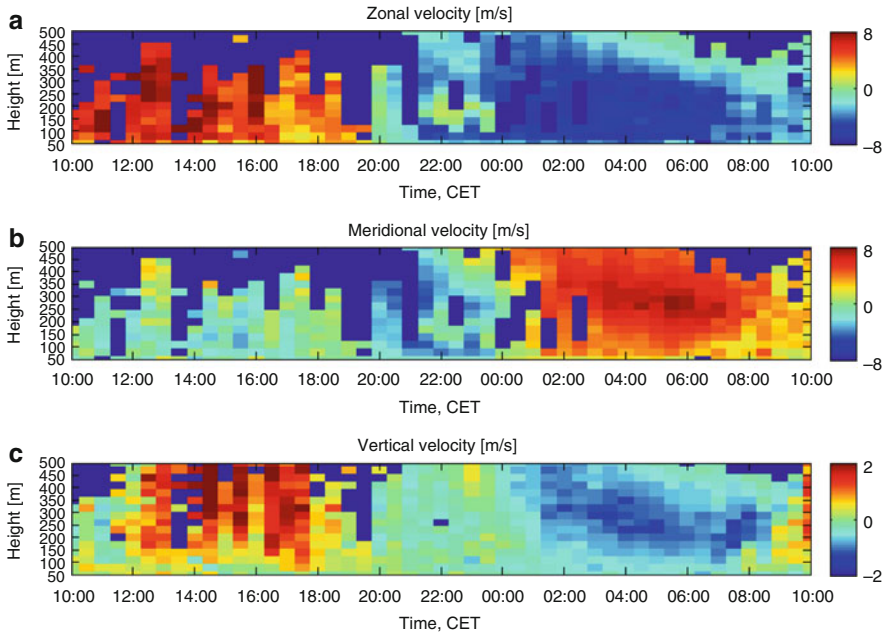 a
Zonal velocity [m/s]
Height [m]
500
450
400
350
300
250
200
150
100
50
10:00 12:00 14:00 16:00 18:00 20:00 22:00 00:00 02:00 04:00 06:00 08:00 10:00
Time, CET
8
0
–8
b
Meridional velocity [m/s]
Height [m]
500
450
400
350
300
250
200
150
100
50
10:00 12:00 14:00 16:00 18:00 20:00 22:00 00:00 02:00 04:00 06:00 08:00 10:00
Time, CET
8
0
–8
c
Vertical velocity [m/s]
Height [m]
500
450
400
350
300
250
200
150
100
50
10:00 12:00 14:00 16:00 18:00 20:00 22:00 00:00 02:00 04:00 06:00 08:00 10:00
Time, CET
2
0
–2